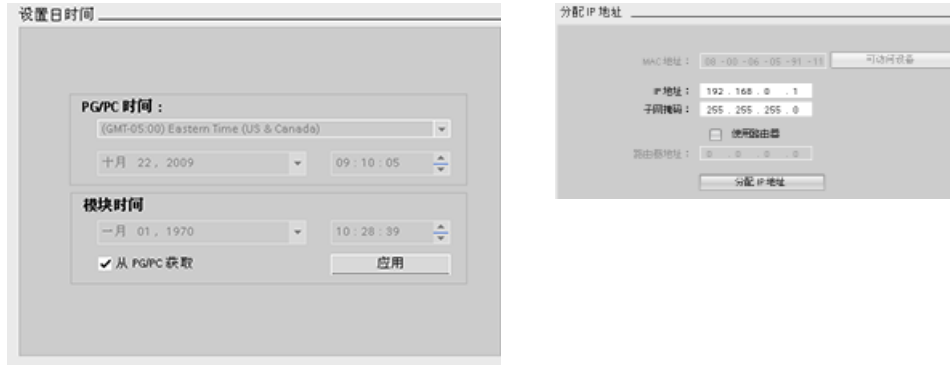 设置日时间
PG/PC 时间：
(GMT-05:00) Eastern Time (US & Canada)
十月 22, 2009
09 : 10 : 05
模块时间
一月 01, 1970
10 : 28 : 39
从 PG/PC 获取
应用
分配 IP 地址
MAC 地址： 08 -00 -06 -05 -91 -11 可访问设备
IP 地址： 192 . 168 . 0 . 1
子网掩码： 255 . 255 . 255 . 0
使用路由器
路由器地址： 0 . 0 . 0 . 0
分配 IP 地址